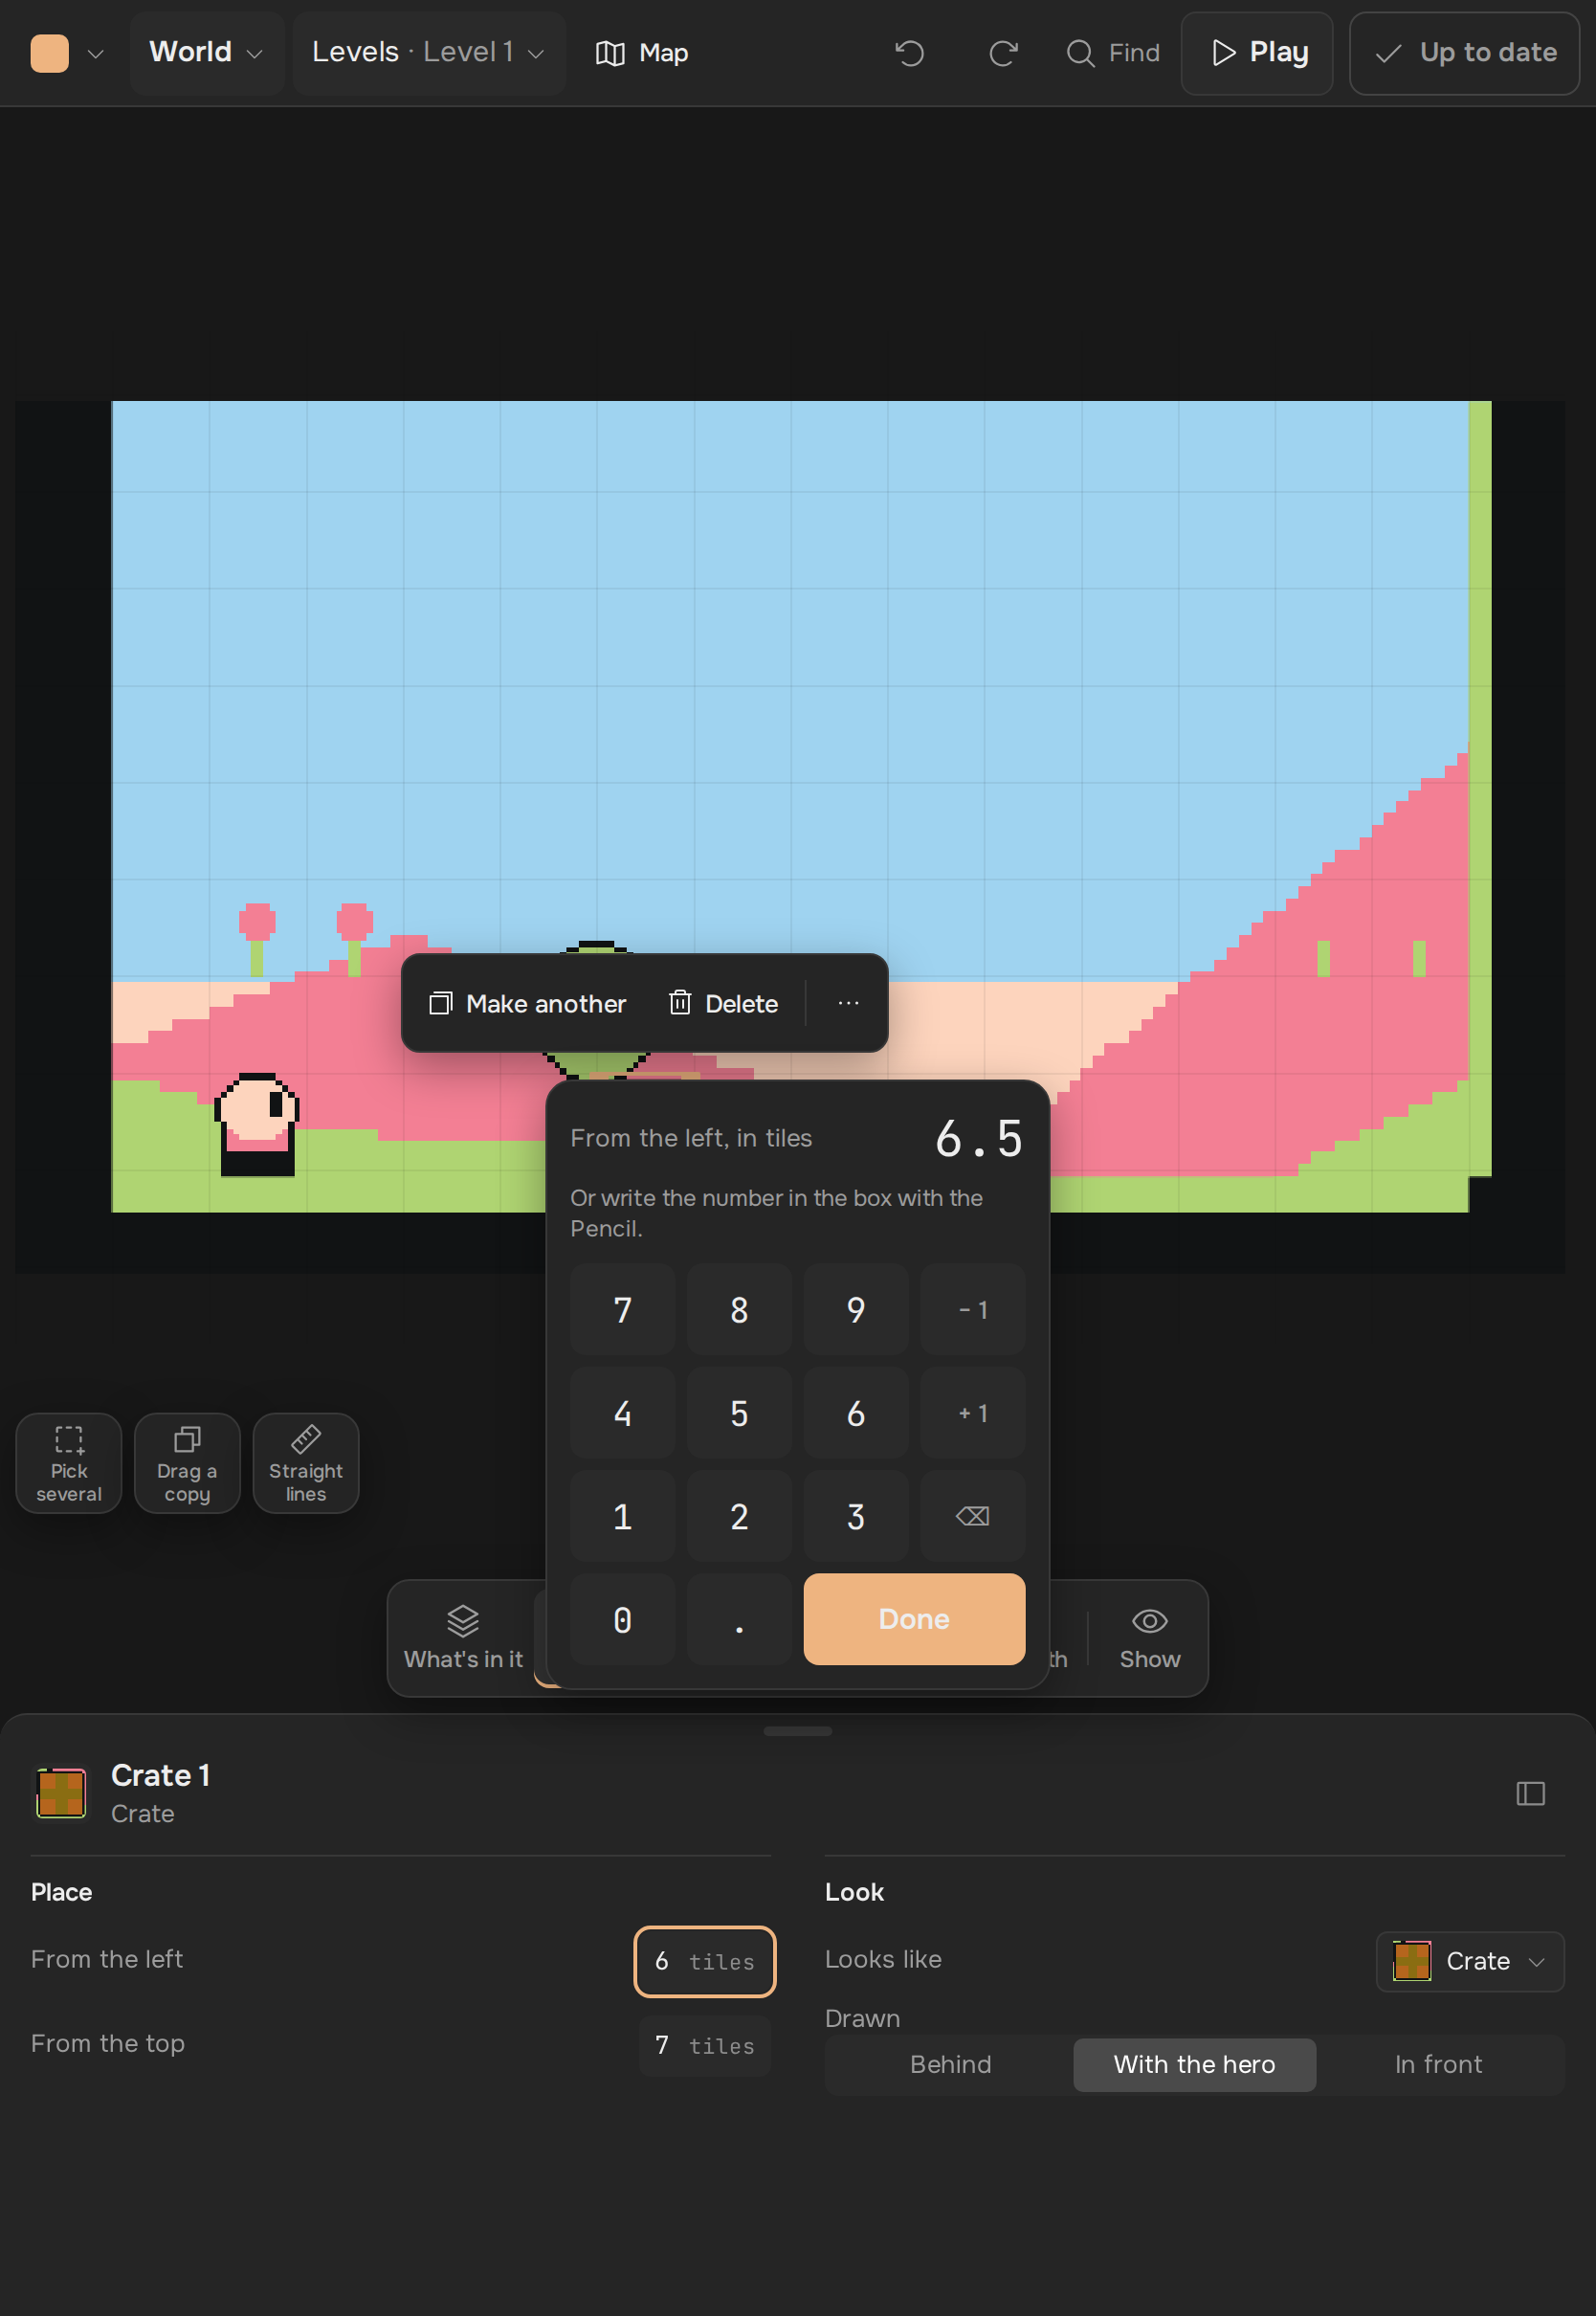 World
Levels · Level 1
Map
Find
Play
Up to date
Make another
Delete
···
From the left, in tiles
6.5
Or write the number in the box with the
Pencil.
7 8 9 − 1
4 5 6 + 1
1 2 3 ⌫
0 . Done
Pick
several
Drag a
copy
Straight
lines
What's in it
th
Show
Crate 1
Crate
Place
From the left
6 tiles
From the top
7 tiles
Look
Looks like
Crate
Drawn
Behind
With the hero
In front